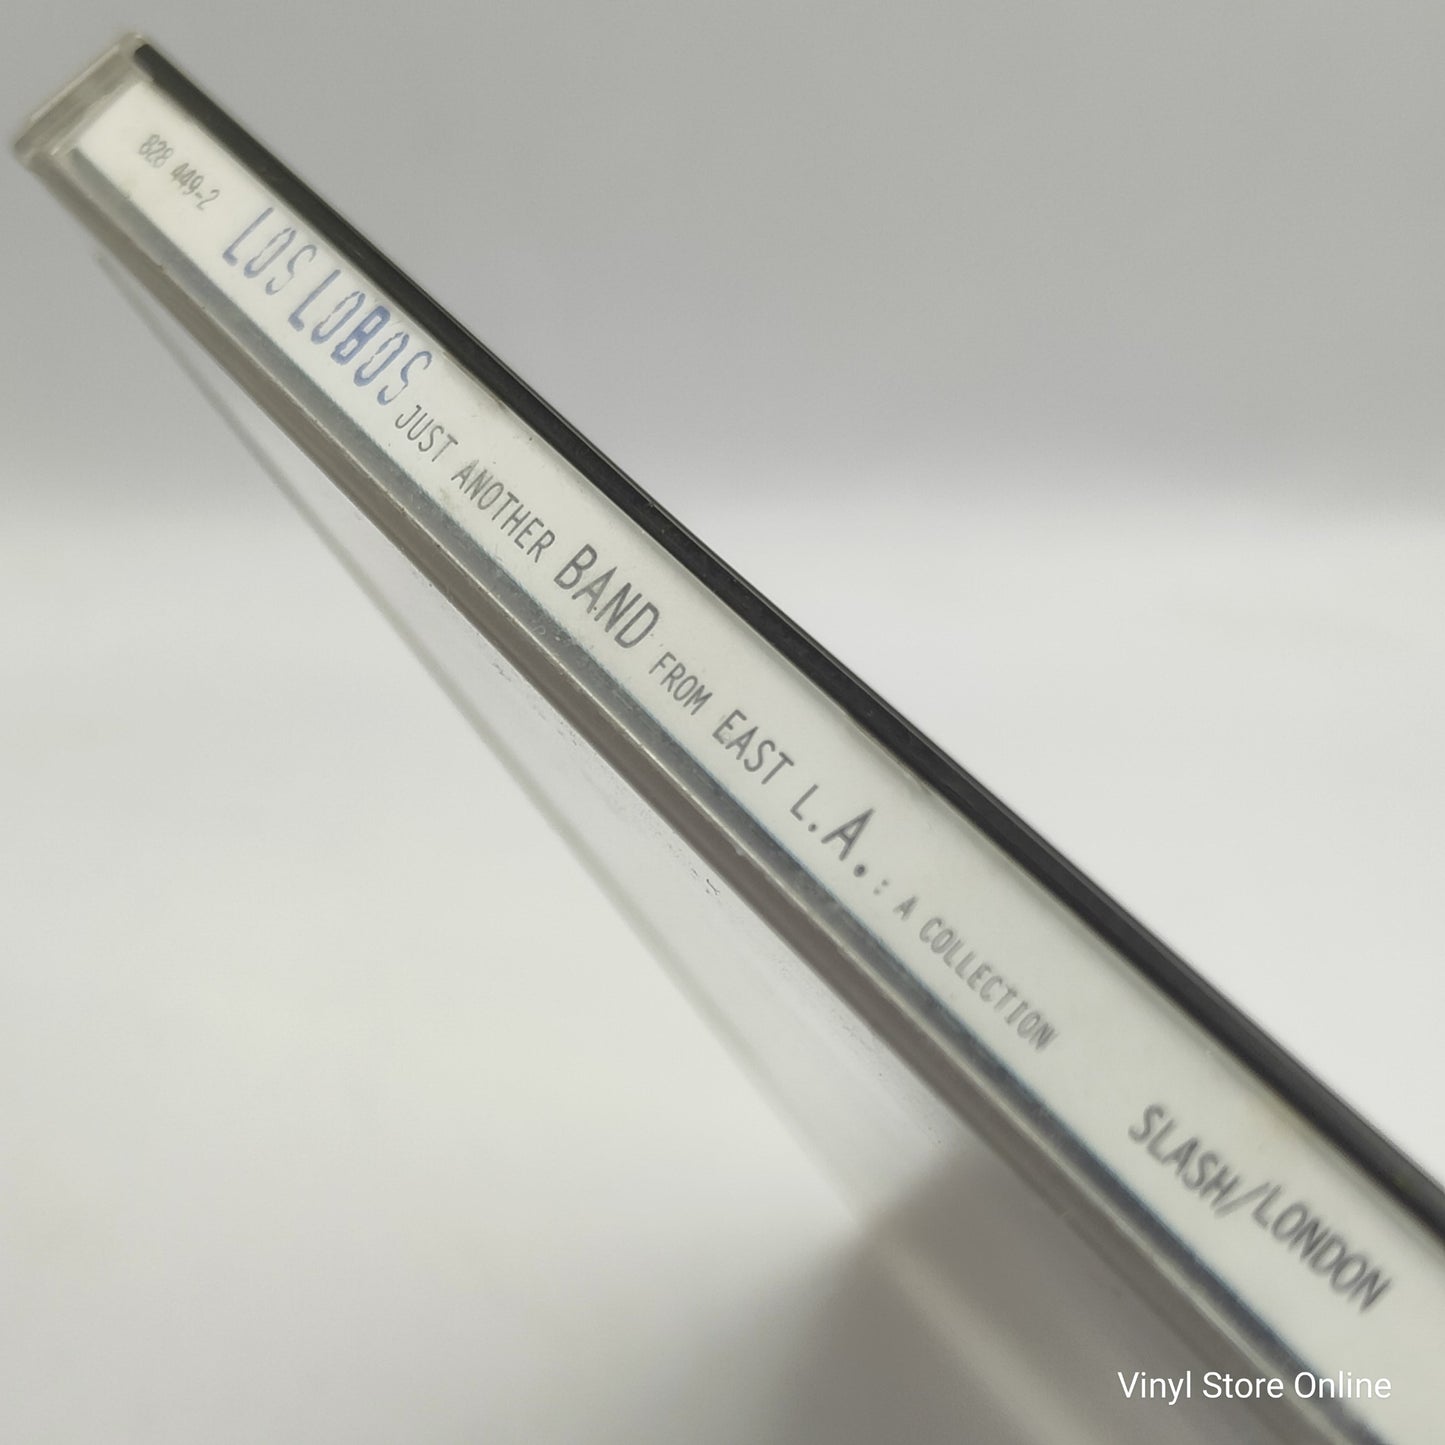 828 449-2 LOS LOBOS JUST ANOTHER BAND FROM EAST L.A.: A COLLECTION SLASH/LONDON
Vinyl Store Online